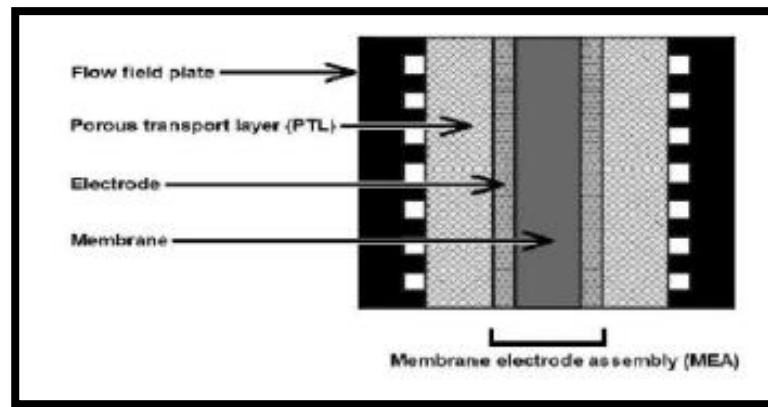 Flow field plate
Porous transport layer (PTL)
Electrode
Membrane
Membrane electrode assembly (MEA)